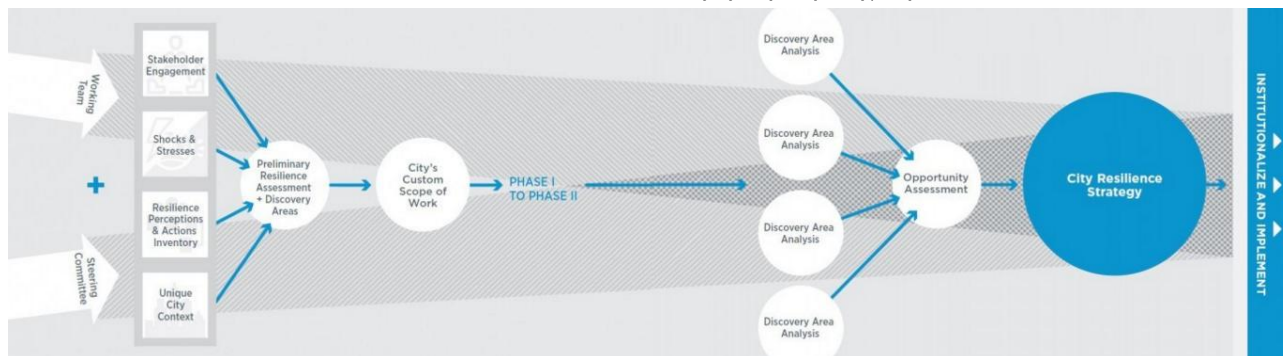 Working
Team
+
Steering
Committee
Stakeholder
Engagement
Shocks &
Stresses
Resilience
Perceptions
& Actions
Inventory
Unique
City
Context
Preliminary
Resilience
Assessment
+ Discovery
Areas
City's
Custom
Scope of
Work
PHASE I
TO PHASE II
Discovery Area
Analysis
Discovery Area
Analysis
Discovery Area
Analysis
Discovery Area
Analysis
Opportunity
Assessment
City Resilience
Strategy
INSTITUTIONALIZE AND IMPLEMENT